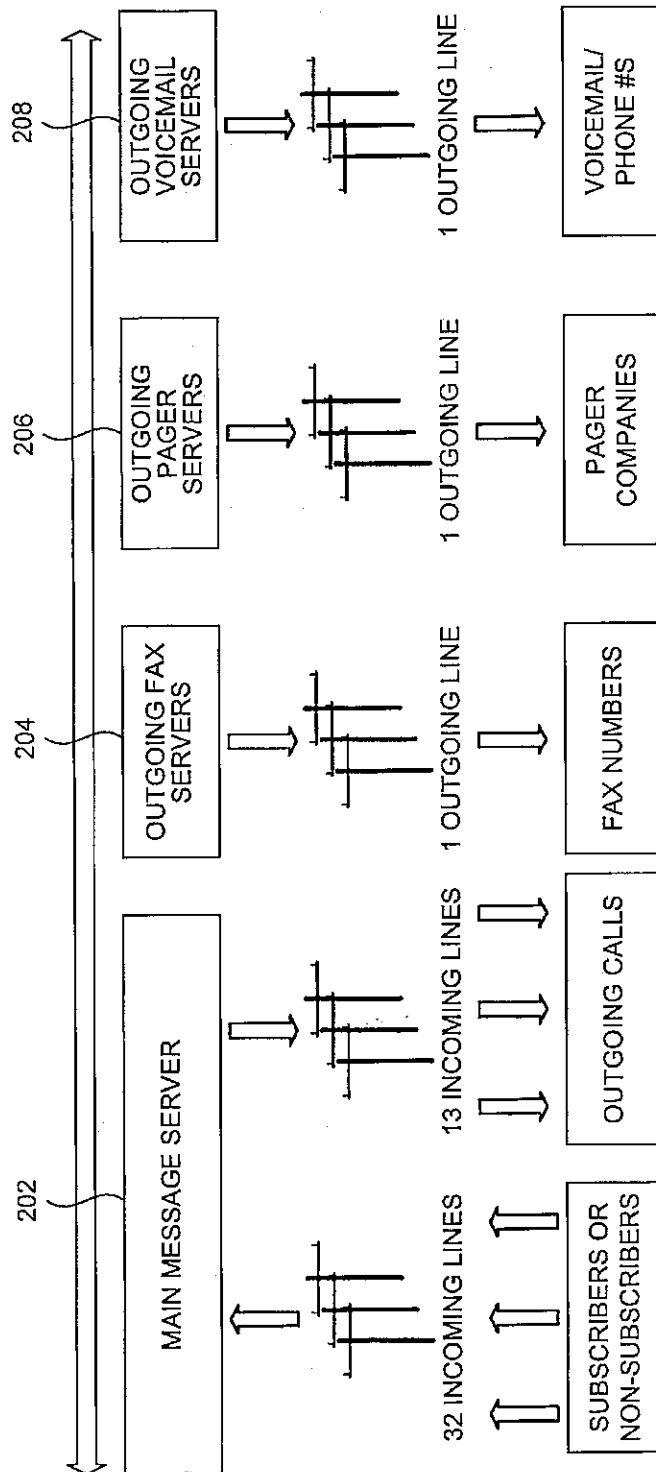 202
204
206
208
MAIN MESSAGE SERVER
OUTGOING FAX
SERVERS
OUTGOING
PAGER
SERVERS
OUTGOING
VOICEMAIL
SERVERS
32 INCOMING LINES
13 INCOMING LINES
1 OUTGOING LINE
1 OUTGOING LINE
1 OUTGOING LINE
SUBSCRIBERS OR
NON-SUBSCRIBERS
OUTGOING CALLS
FAX NUMBERS
PAGER
COMPANIES
VOICEMAIL/
PHONE #S